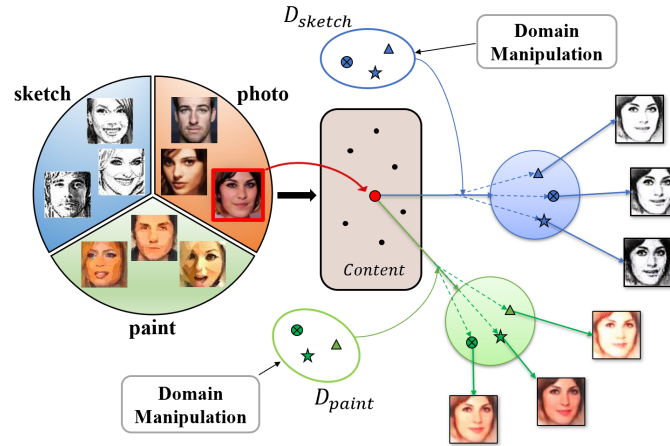 D_sketch
Domain
Manipulation
sketch
photo
Content
paint
Domain
Manipulation
D_paint